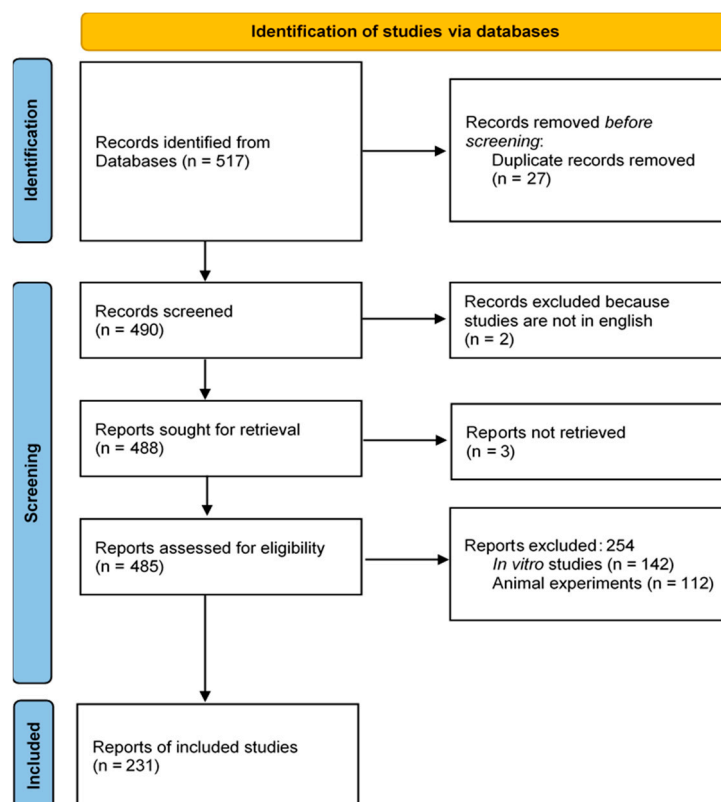 Identification of studies via databases
Identification
Records identified from
Databases (n = 517)
Records removed before
screening:
Duplicate records removed
(n = 27)
Screening
Records screened
(n = 490)
Records excluded because
studies are not in english
(n = 2)
Reports sought for retrieval
(n = 488)
Reports not retrieved
(n = 3)
Reports assessed for eligibility
(n = 485)
Reports excluded: 254
In vitro studies (n = 142)
Animal experiments (n = 112)
Included
Reports of included studies
(n = 231)